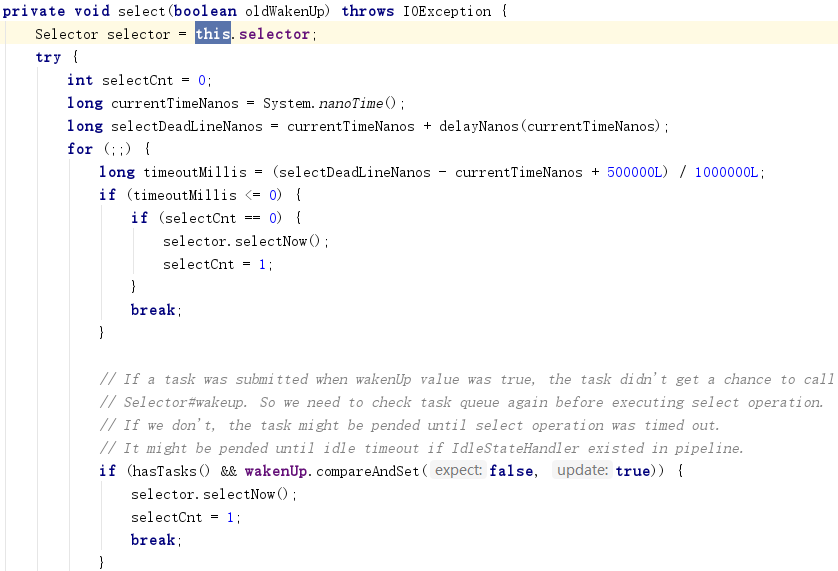 private void select(boolean oldWakenUp) throws IOException {
Selector selector = this.selector;
try {
int selectCnt = 0;
long currentTimeNanos = System.nanoTime();
long selectDeadLineNanos = currentTimeNanos + delayNanos(currentTimeNanos);
for (;;) {
long timeoutMillis = (selectDeadLineNanos - currentTimeNanos + 500000L) / 1000000L;
if (timeoutMillis <= 0) {
if (selectCnt == 0) {
selector.selectNow();
selectCnt = 1;
}
break;
}
// If a task was submitted when wakenUp value was true, the task didn't get a chance to call
// Selector#wakeup. So we need to check task queue again before executing select operation.
// If we don't, the task might be pended until select operation was timed out.
// It might be pended until idle timeout if IdleStateHandler existed in pipeline.
if (hasTasks() && wakenUp.compareAndSet( expect: false, update: true)) {
selector.selectNow();
selectCnt = 1;
break;
}